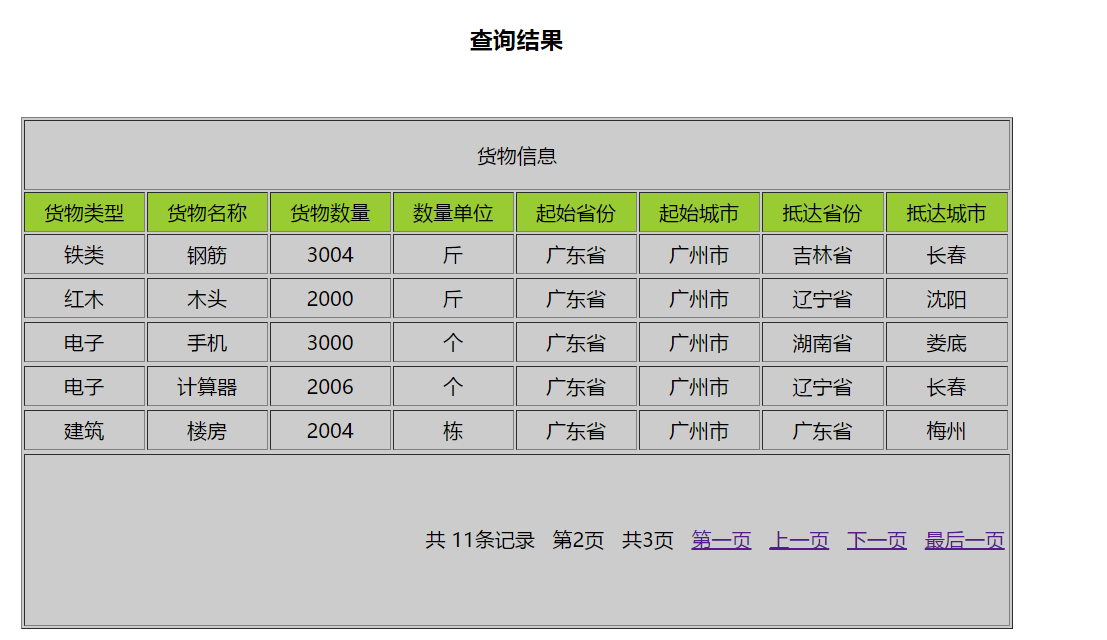 查询结果
货物信息
货物类型 货物名称 货物数量 数量单位 起始省份 起始城市 抵达省份 抵达城市
铁类 钢筋 3004 斤 广东省 广州市 吉林省 长春
红木 木头 2000 斤 广东省 广州市 辽宁省 沈阳
电子 手机 3000 个 广东省 广州市 湖南省 娄底
电子 计算器 2006 个 广东省 广州市 辽宁省 长春
建筑 楼房 2004 栋 广东省 广州市 广东省 梅州
共 11条记录 第2页 共3页 第一页 上一页 下一页 最后一页